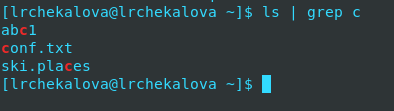 [lrchekalova@lrchekalova ~]$ ls | grep c
abc1
conf.txt
ski.places
[lrchekalova@lrchekalova ~]$